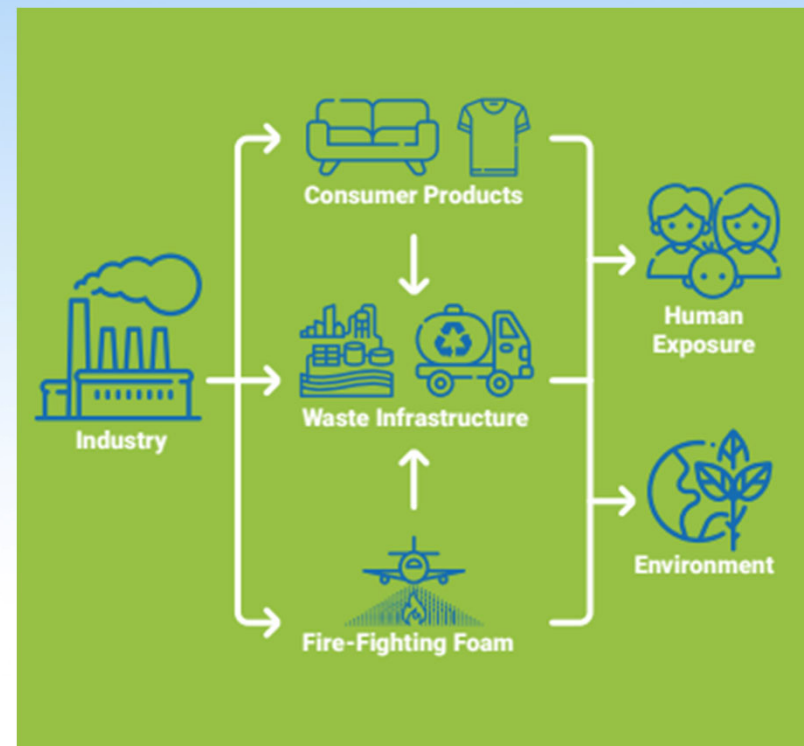 Consumer Products
Human
Exposure
Waste Infrastructure
Industry
Environment
Fire-Fighting Foam